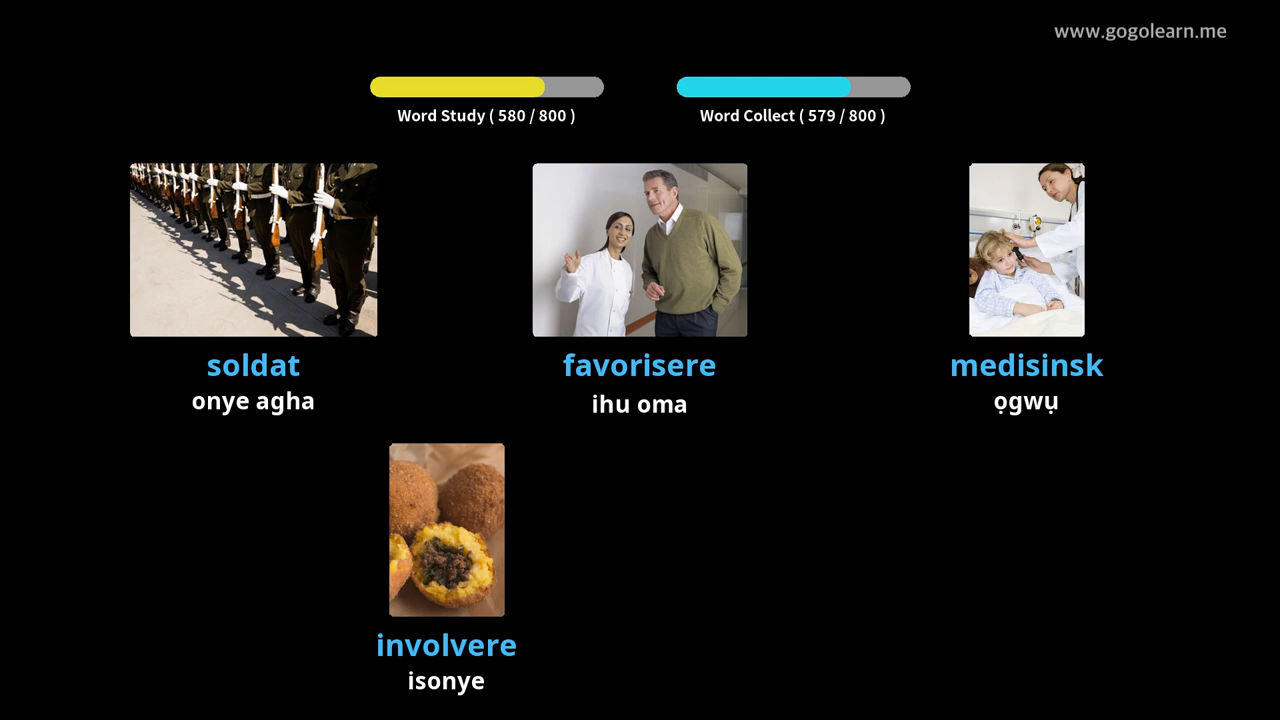 www.gogolearn.me
Word Study ( 580 / 800 )
Word Collect ( 579 / 800 )
soldat
onye agha
favorisere
ihu oma
medisinsk
ọgwụ
involvere
isonye